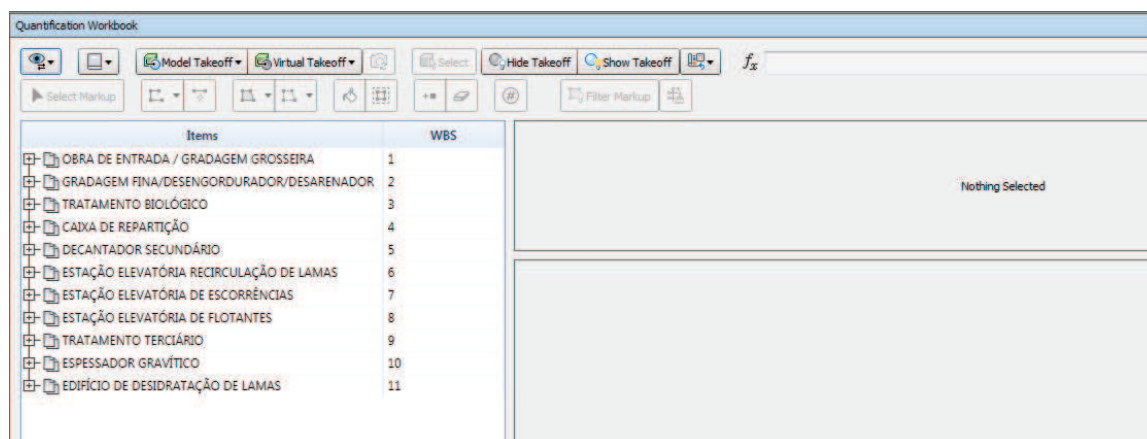 Quantification Workbook
Model Takeoff Virtual Takeoff Select Hide Takeoff Show Takeoff fx
Select Markup Filter Markup
Items WBS
OBRA DE ENTRADA / GRADAGEM GROSSEIRA 1
GRADAGEM FINA/DESENGORDURADOR/DESARENADOR 2
TRATAMENTO BIOLÓGICO 3
CAIXA DE REPARTIÇÃO 4
DECANTADOR SECUNDÁRIO 5
ESTAÇÃO ELEVATÓRIA RECIRCULAÇÃO DE LAMAS 6
ESTAÇÃO ELEVATÓRIA DE ESCORRÊNCIAS 7
ESTAÇÃO ELEVATÓRIA DE FLOTANTES 8
TRATAMENTO TERCIÁRIO 9
ESPESSADOR GRAVÍTICO 10
EDIFÍCIO DE DESIDRATAÇÃO DE LAMAS 11
Nothing Selected